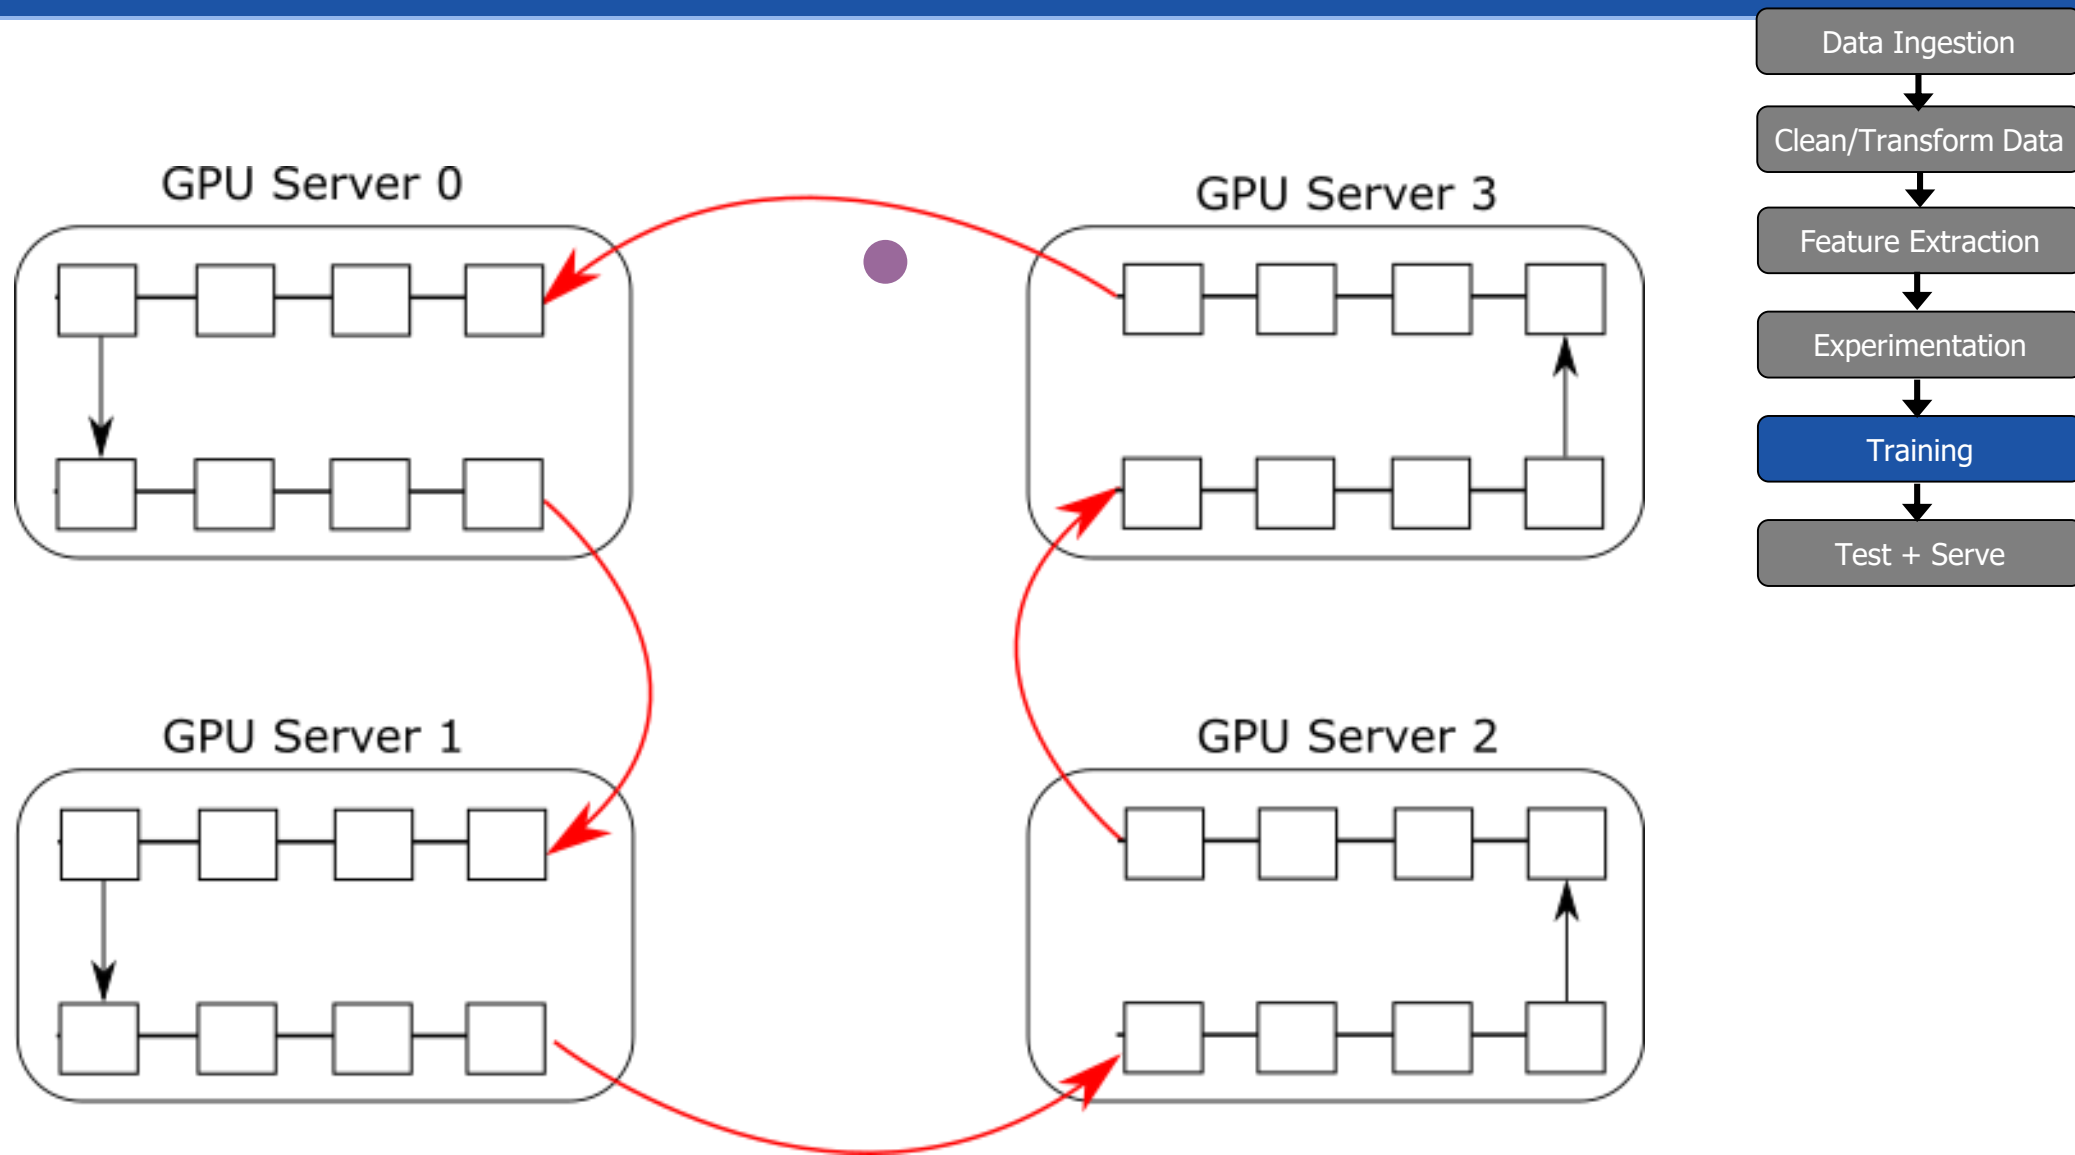 GPU Server 0
GPU Server 3
GPU Server 1
GPU Server 2
Data Ingestion
Clean/Transform Data
Feature Extraction
Experimentation
Training
Test + Serve